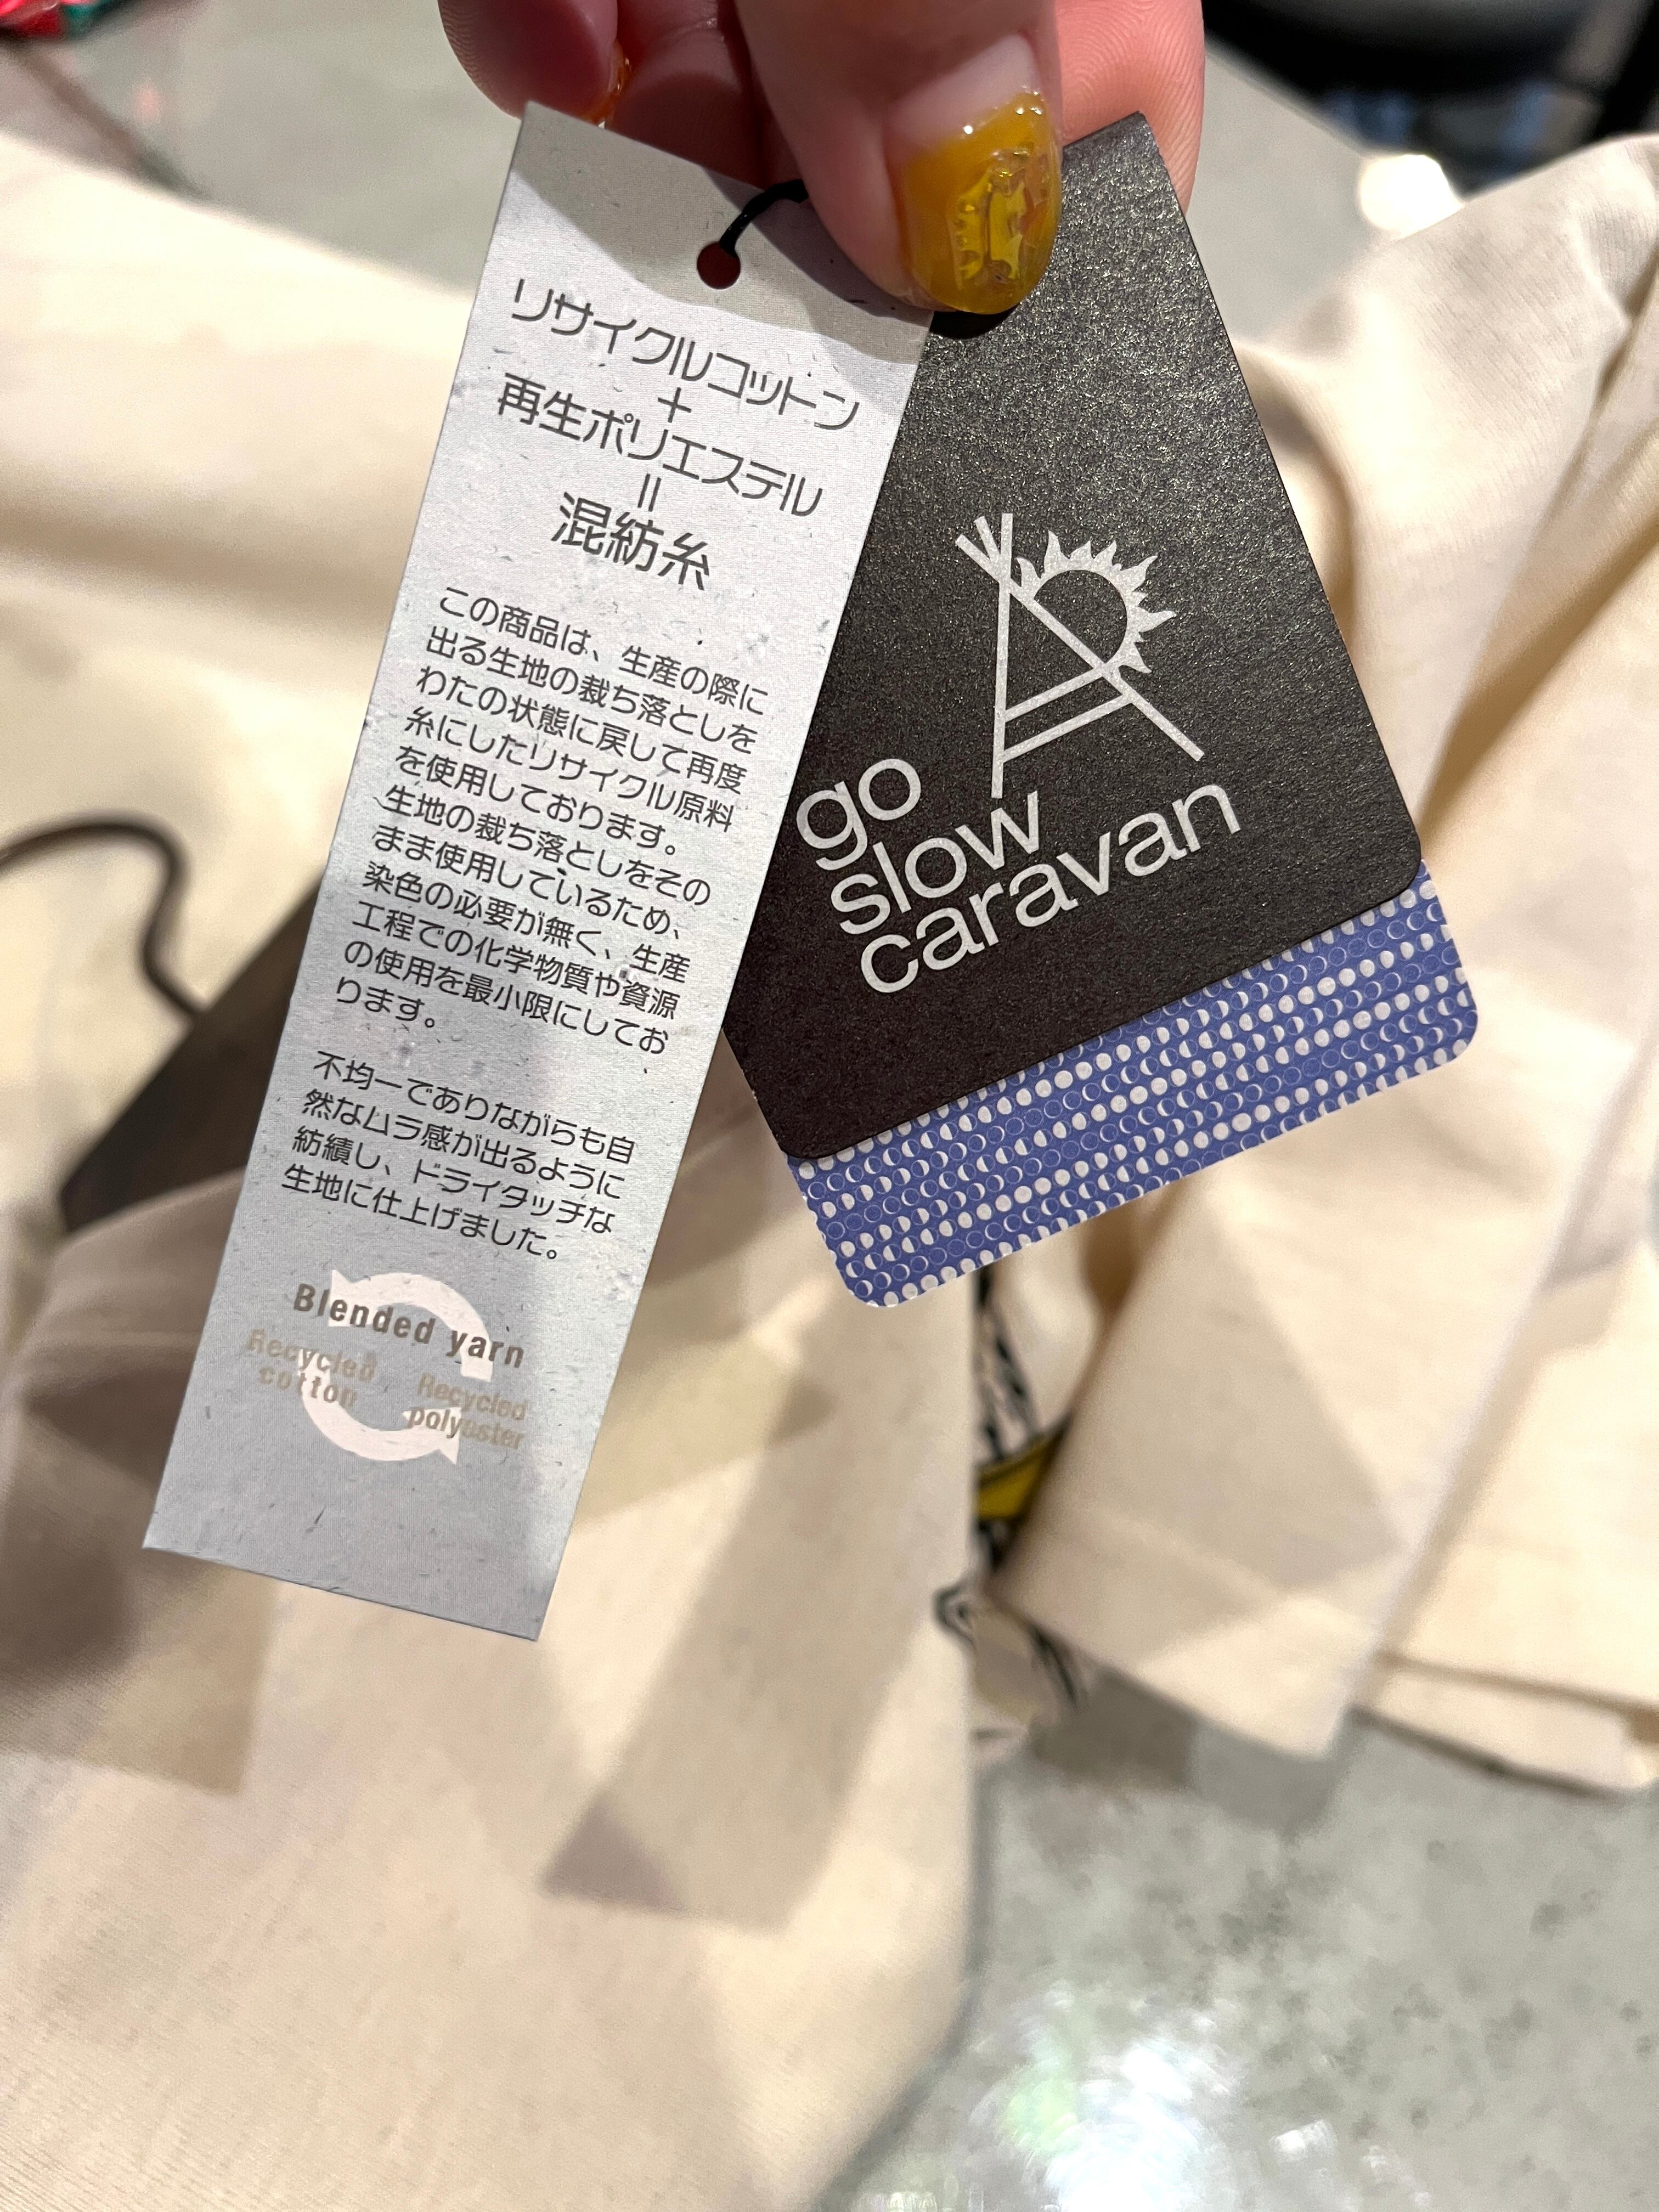 リサイクルコットン
+
再生ポリエステル
=
混紡糸
この商品は、生産の際に
出る生地の裁ち落としを
わたの状態に戻して再度
糸にしたリサイクル原料
を使用しております。
生地の裁ち落としをその
まま使用しているため、
染色の必要が無く、生産
工程での化学物質や資源
の使用を最小限にしてお
ります。
不均一でありながらも自
然なムラ感が出るように
紡績し、ドライタッチな
生地に仕上げました。
Blended yarn
Recycled
cotton
Recycled
polyester
go
slow
caravan